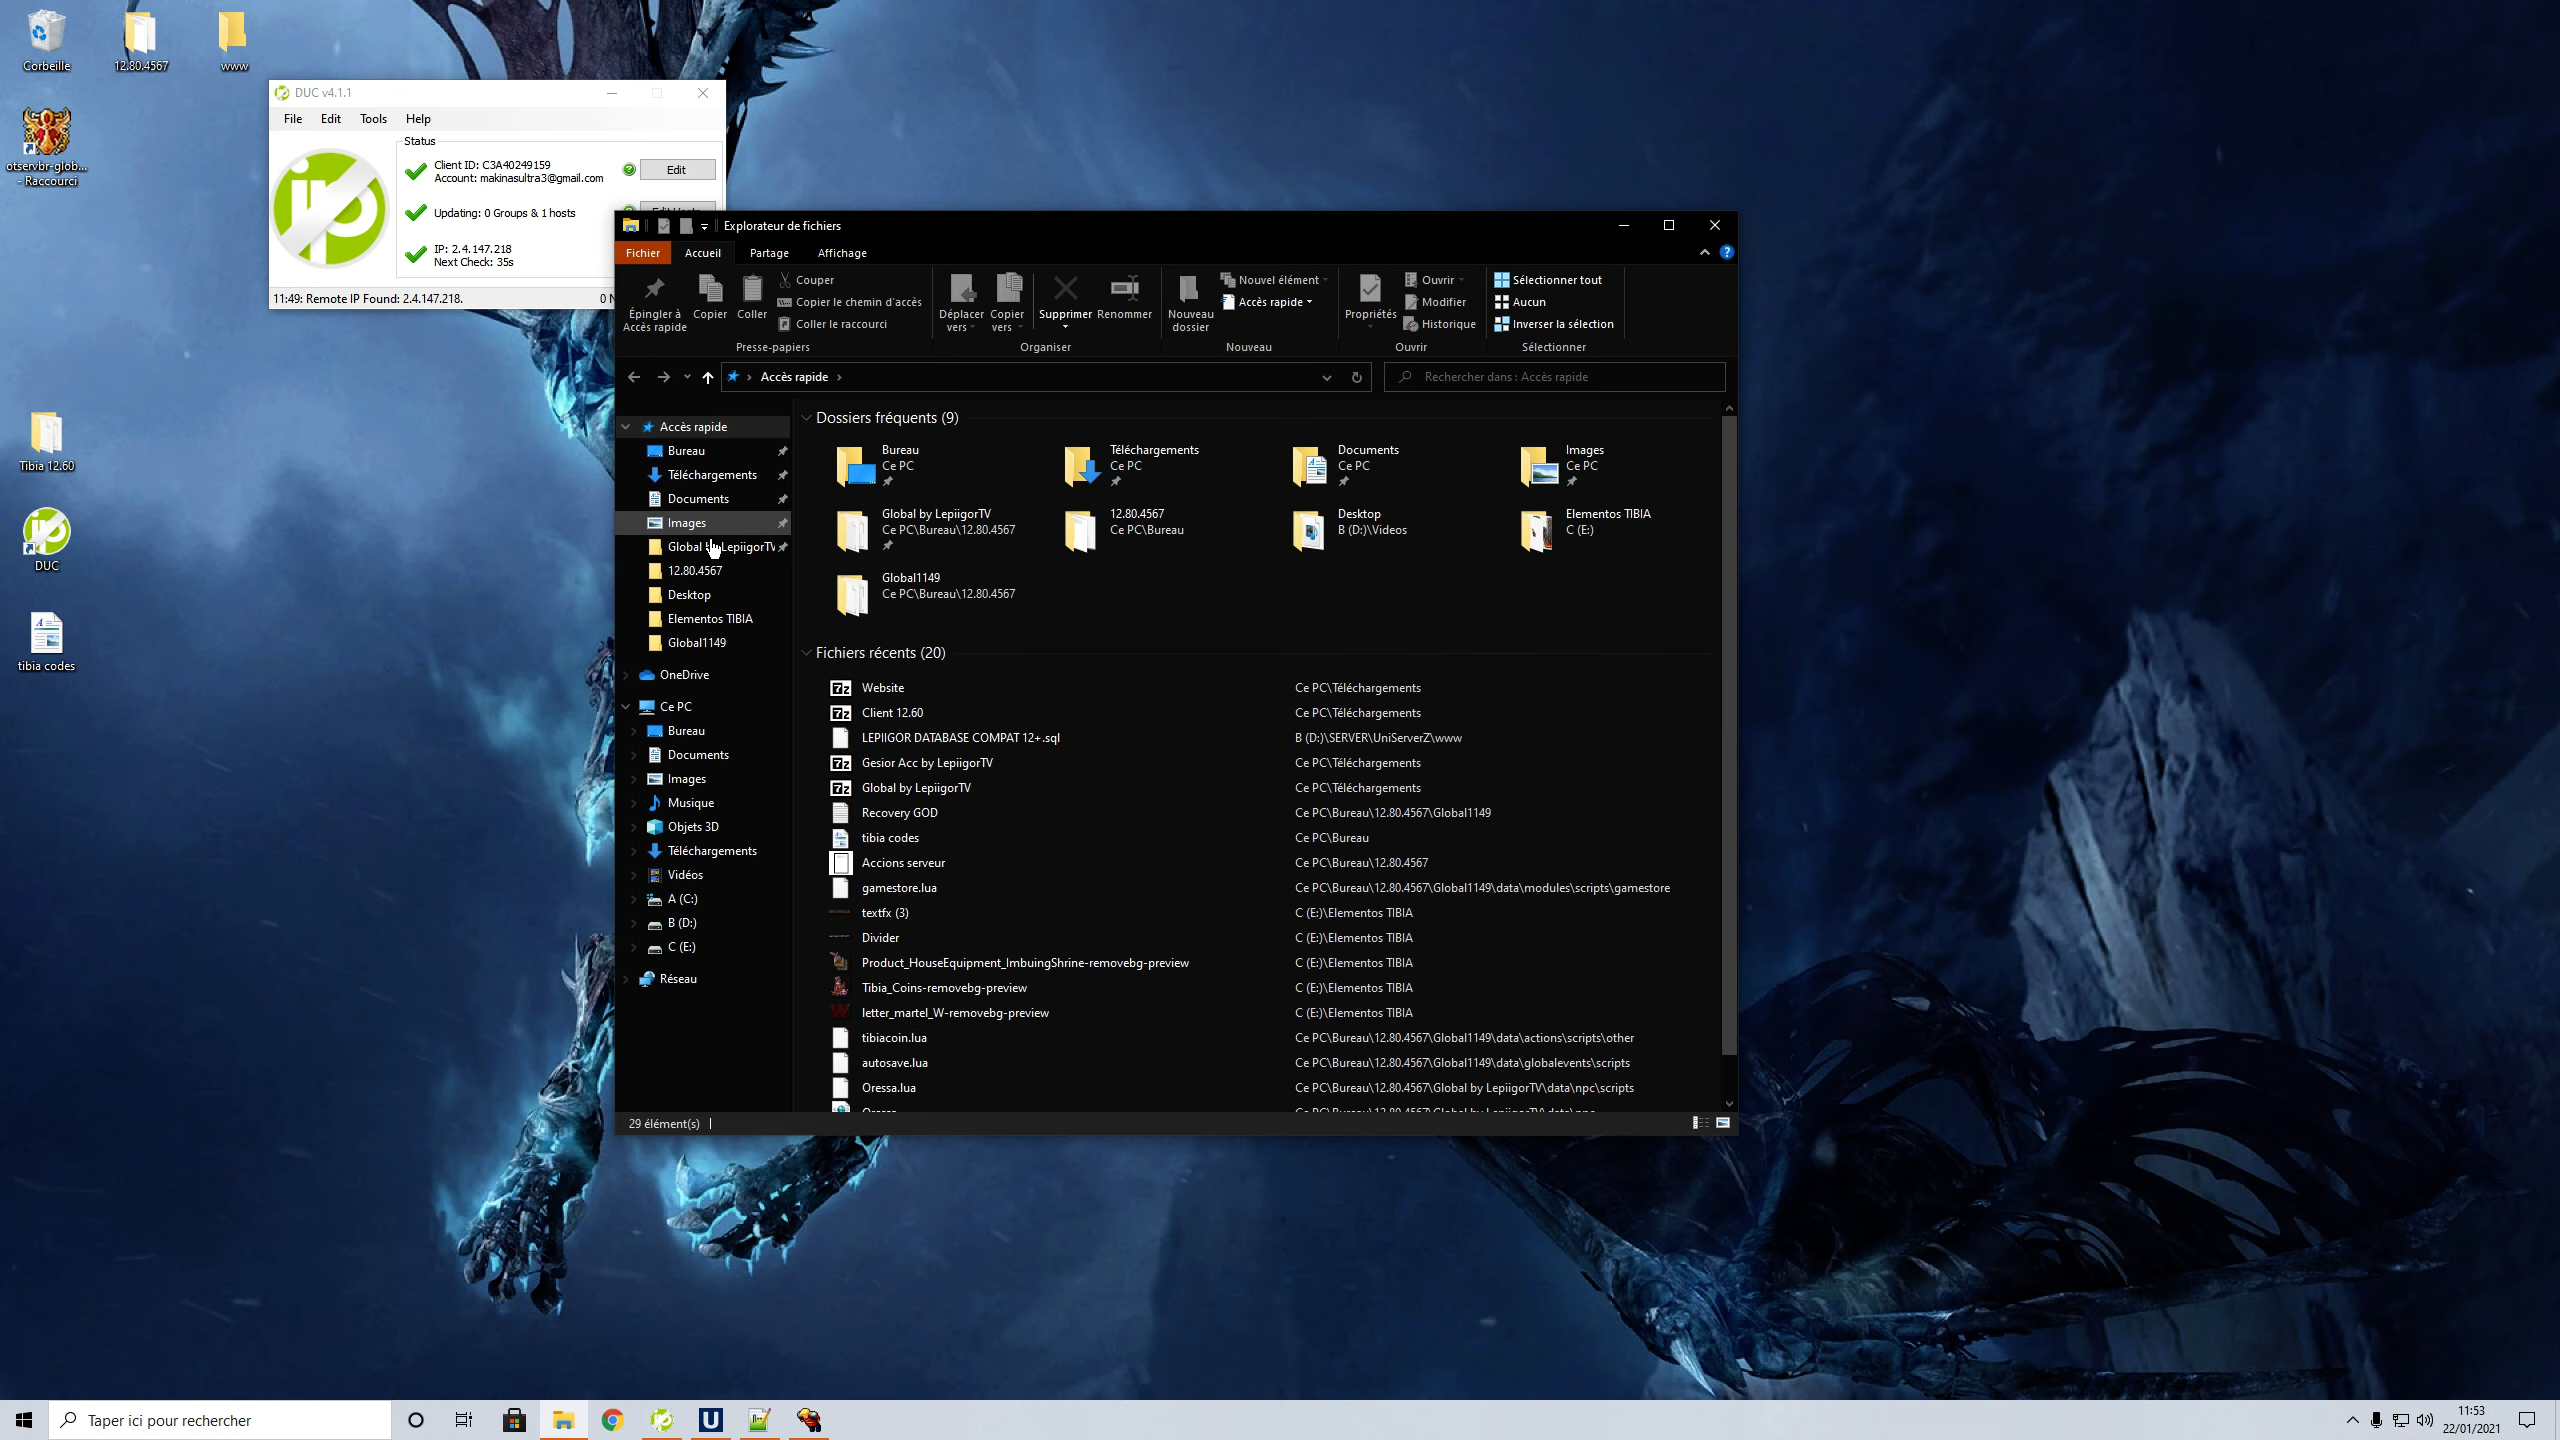 Corbeille
12.80.4567
www
otservbr-glob...
- Raccourci
Tibia 12.60
DUC
tibia codes
DUC v4.1.1
File Edit Tools Help
Status
Client ID: C3A40249159
Account: makinasultra3@gmail.com
Edit
Updating: 0 Groups & 1 hosts
IP: 2.4.147.218
Next Check: 35s
11:49: Remote IP Found: 2.4.147.218.
0 N
Explorateur de fichiers
Fichier Accueil Partage Affichage
Épingler à
Accès rapide
Copier
Coller
Couper
Copier le chemin d'accès
Coller le raccourci
Presse-papiers
Déplacer
vers
Copier
vers
Supprimer
Renommer
Organiser
Nouveau
dossier
Nouvel élément
Accès rapide
Nouveau
Propriétés
Ouvrir
Modifier
Historique
Ouvrir
Sélectionner tout
Aucun
Inverser la sélection
Sélectionner
Accès rapide
Rechercher dans : Accès rapide
Accès rapide
Bureau
Téléchargements
Documents
Images
Global by LepiigorTV
12.80.4567
Desktop
Elementos TIBIA
Global1149
OneDrive
Ce PC
Bureau
Documents
Images
Musique
Objets 3D
Téléchargements
Vidéos
A (C:)
B (D:)
C (E:)
Réseau
Dossiers fréquents (9)
Bureau
Ce PC
Téléchargements
Ce PC
Documents
Ce PC
Images
Ce PC
Global by LepiigorTV
Ce PC\Bureau\12.80.4567
12.80.4567
Ce PC\Bureau
Desktop
B (D:)\Videos
Elementos TIBIA
C (E:)
Global1149
Ce PC\Bureau\12.80.4567
Fichiers récents (20)
Website Ce PC\Téléchargements
Client 12.60 Ce PC\Téléchargements
LEPIIGOR DATABASE COMPAT 12+.sql B (D:)\SERVER\UniServerZ\www
Gesior Acc by LepiigorTV Ce PC\Téléchargements
Global by LepiigorTV Ce PC\Téléchargements
Recovery GOD Ce PC\Bureau\12.80.4567\Global1149
tibia codes Ce PC\Bureau
Accions serveur Ce PC\Bureau\12.80.4567
gamestore.lua Ce PC\Bureau\12.80.4567\Global1149\data\modules\scripts\gamestore
textfx (3) C (E:)\Elementos TIBIA
Divider C (E:)\Elementos TIBIA
Product_HouseEquipment_ImbuingShrine-removebg-preview C (E:)\Elementos TIBIA
Tibia_Coins-removebg-preview C (E:)\Elementos TIBIA
letter_martel_W-removebg-preview C (E:)\Elementos TIBIA
tibiacoin.lua Ce PC\Bureau\12.80.4567\Global1149\data\actions\scripts\other
autosave.lua Ce PC\Bureau\12.80.4567\Global1149\data\globalevents\scripts
Oressa.lua Ce PC\Bureau\12.80.4567\Global by LepiigorTV\data\npc\scripts
29 élément(s)
Taper ici pour rechercher
11:53
22/01/2021